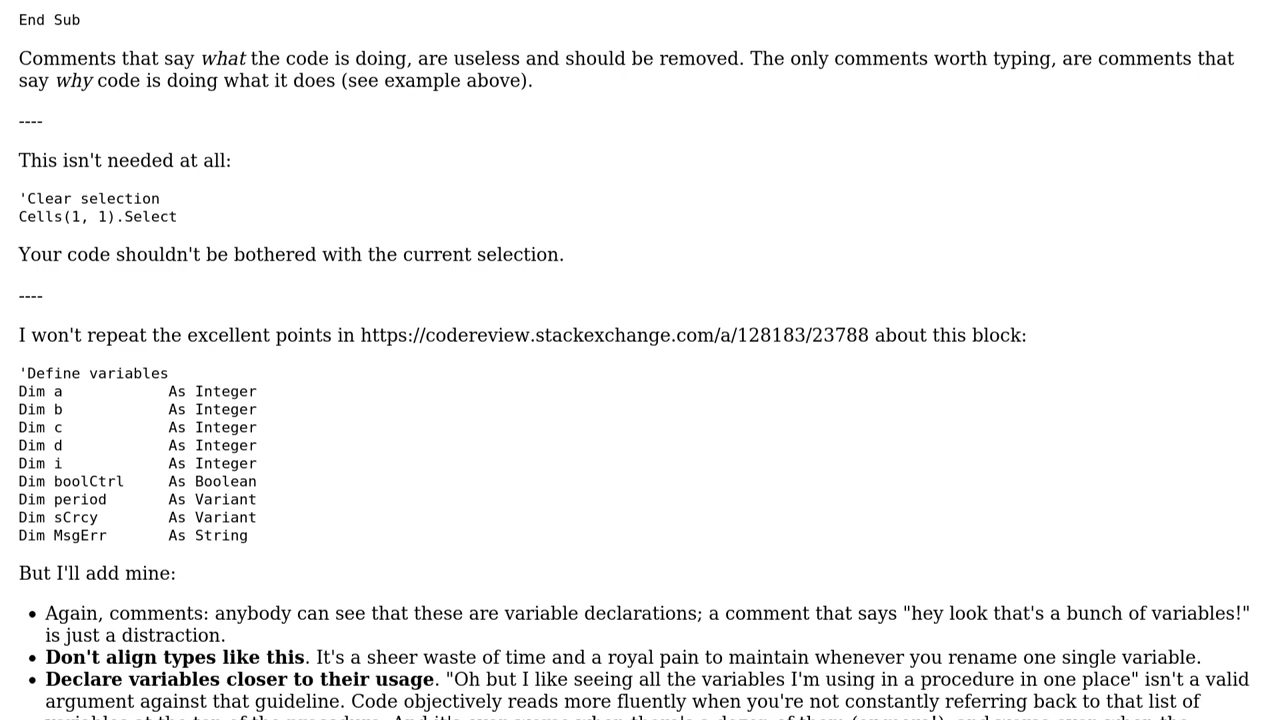 End Sub
Comments that say what the code is doing, are useless and should be removed. The only comments worth typing, are comments that
say why code is doing what it does (see example above).
----
This isn't needed at all:
'Clear selection
Cells(1, 1).Select
Your code shouldn't be bothered with the current selection.
----
I won't repeat the excellent points in https://codereview.stackexchange.com/a/128183/23788 about this block:
'Define variables
Dim a            As Integer
Dim b            As Integer
Dim c            As Integer
Dim d            As Integer
Dim i            As Integer
Dim boolCtrl     As Boolean
Dim period       As Variant
Dim sCrcy        As Variant
Dim MsgErr       As String
But I'll add mine:
• Again, comments: anybody can see that these are variable declarations; a comment that says "hey look that's a bunch of variables!"
is just a distraction.
• Don't align types like this. It's a sheer waste of time and a royal pain to maintain whenever you rename one single variable.
• Declare variables closer to their usage. "Oh but I like seeing all the variables I'm using in a procedure in one place" isn't a valid
argument against that guideline. Code objectively reads more fluently when you're not constantly referring back to that list of